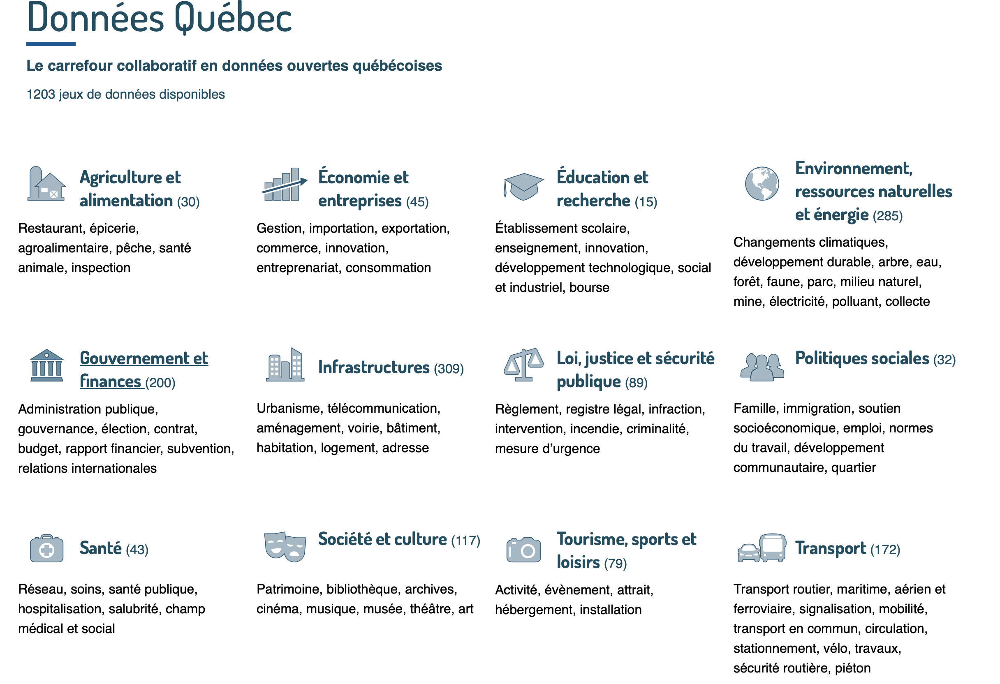 Données Québec
Le carrefour collaboratif en données ouvertes québécoises
1203 jeux de données disponibles
Agriculture et
alimentation (30)
Restaurant, épicerie,
agroalimentaire, pêche, santé
animale, inspection
Économie et
entreprises (45)
Gestion, importation, exportation,
commerce, innovation,
entreprenariat, consommation
Éducation et
recherche (15)
Établissement scolaire,
enseignement, innovation,
développement technologique, social
et industriel, bourse
Environnement,
ressources naturelles
et énergie (285)
Changements climatiques,
développement durable, arbre, eau,
forêt, faune, parc, milieu naturel,
mine, électricité, polluant, collecte
Gouvernement et
finances (200)
Administration publique,
gouvernance, élection, contrat,
budget, rapport financier, subvention,
relations internationales
Infrastructures (309)
Urbanisme, télécommunication,
aménagement, voirie, bâtiment,
habitation, logement, adresse
Loi, justice et sécurité
publique (89)
Règlement, registre légal, infraction,
intervention, incendie, criminalité,
mesure d’urgence
Politiques sociales (32)
Famille, immigration, soutien
socioéconomique, emploi, normes
du travail, développement
communautaire, quartier
Santé (43)
Réseau, soins, santé publique,
hospitalisation, salubrité, champ
médical et social
Société et culture (117)
Patrimoine, bibliothèque, archives,
cinéma, musique, musée, théâtre, art
Tourisme, sports et
loisirs (79)
Activité, évènement, attrait,
hébergement, installation
Transport (172)
Transport routier, maritime, aérien et
ferroviaire, signalisation, mobilité,
transport en commun, circulation,
stationnement, vélo, travaux,
sécurité routière, piéton